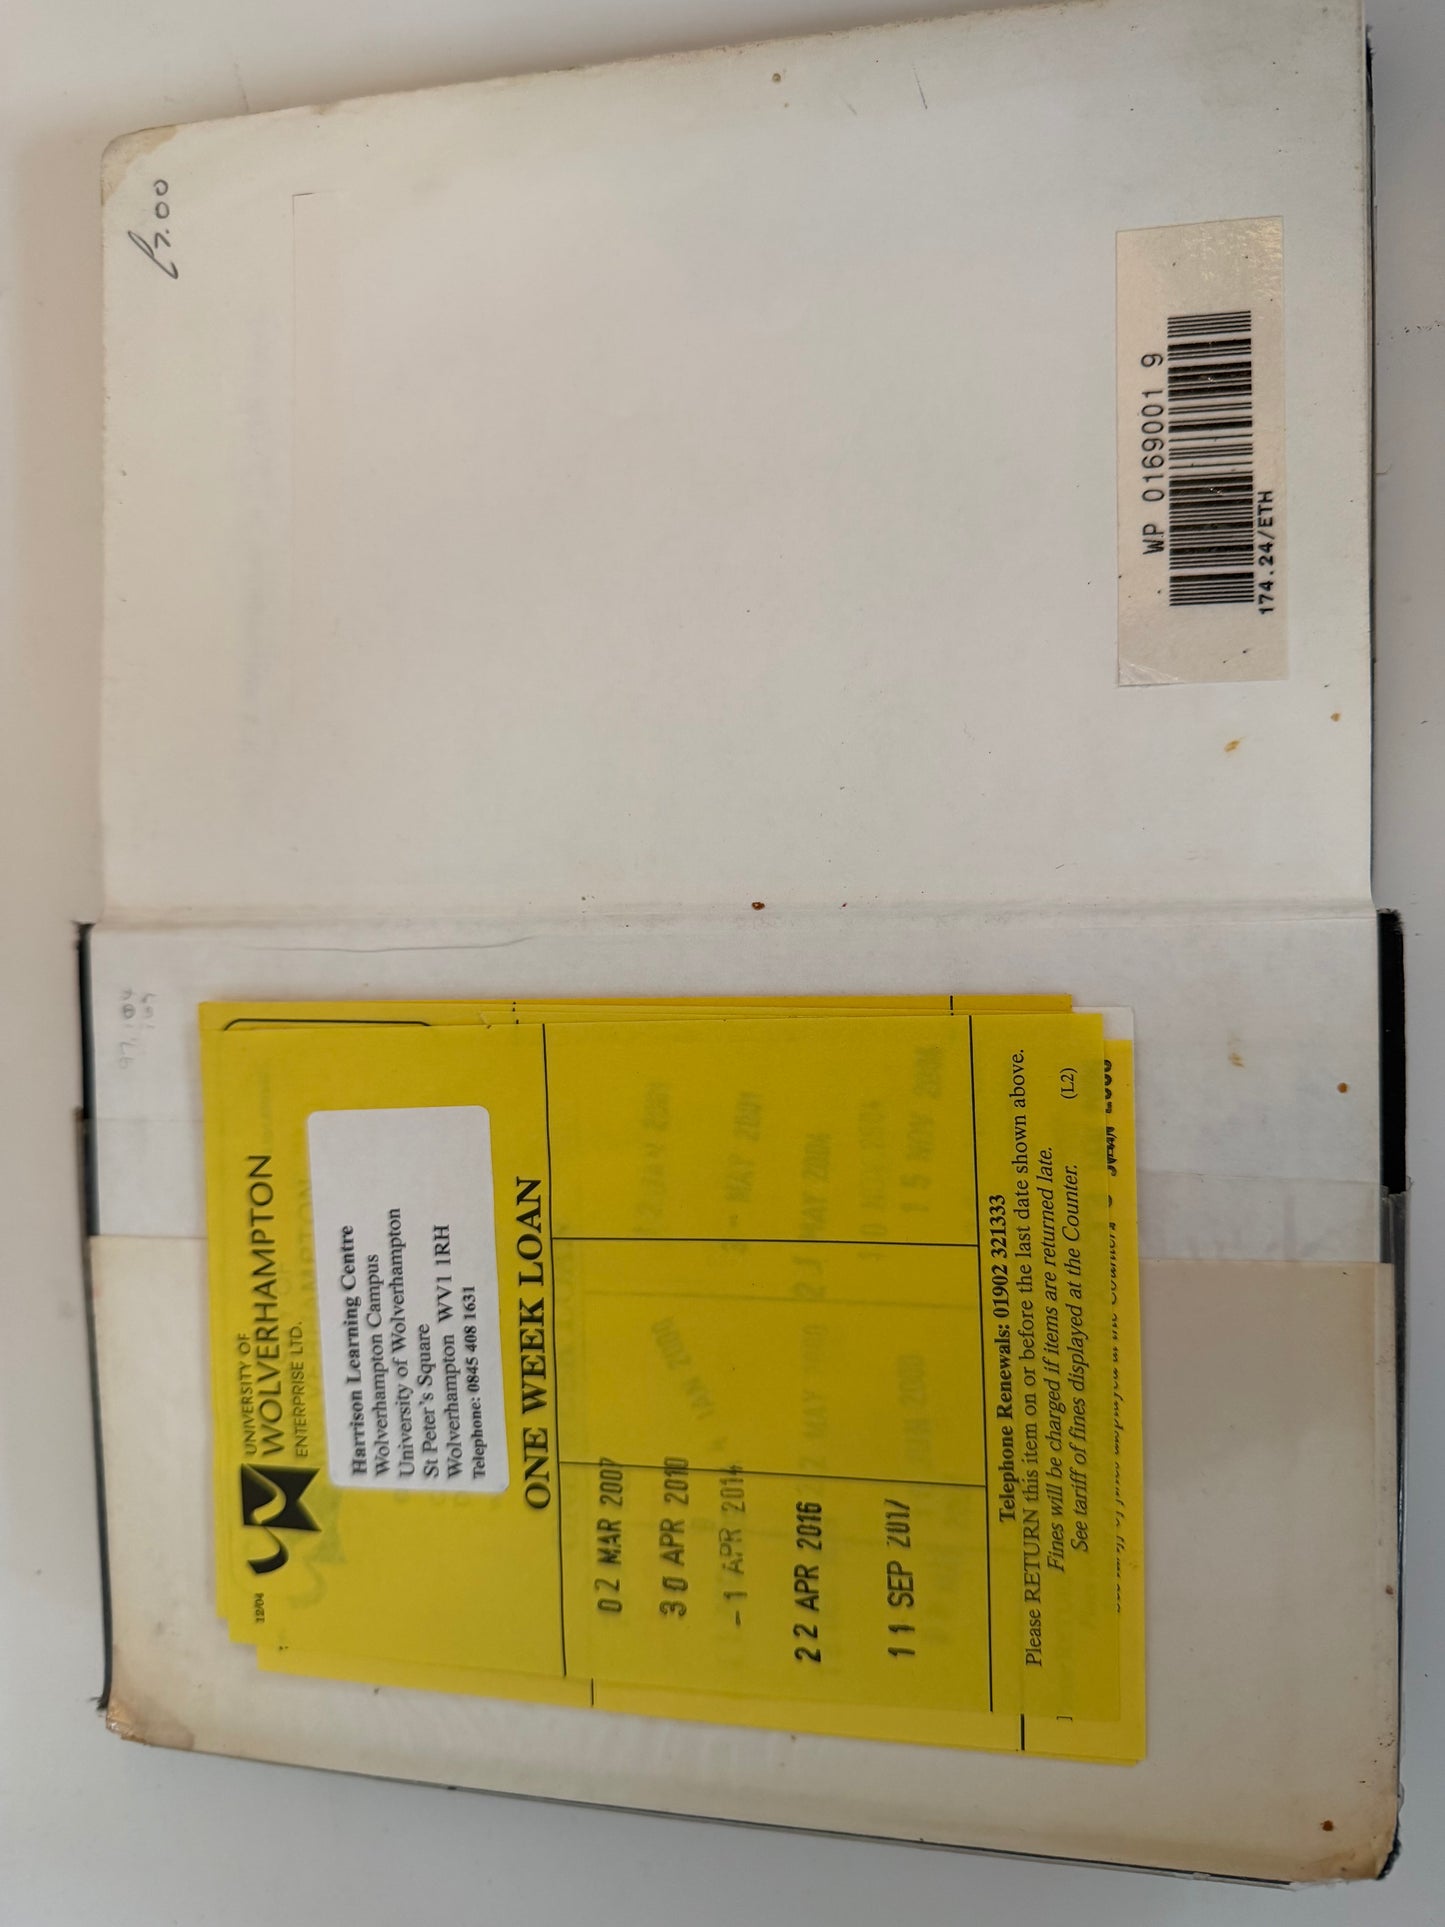 12/04
UNIVERSITY OF
WOLVERHAMPTON
ENTERPRISE LTD.
Harrison Learning Centre
Wolverhampton Campus
University of Wolverhampton
St Peter's Square
Wolverhampton WV1 1RH
Telephone: 0845 408 1631
ONE WEEK LOAN
02 MAR 2007
30 APR 2010
-1 APR 2014
22 APR 2016
11 SEP 2017
Telephone Renewals: 01902 321333
Please RETURN this item on or before the last date shown above.
Fines will be charged if items are returned late.
See tariff of fines displayed at the Counter. (L2)
£7.00
WP 0169001 9
174.24/ETH